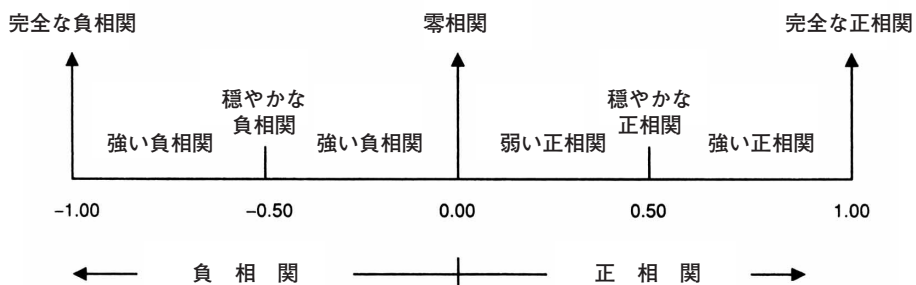 完全な負相関 零相関 完全な正相関
穏やかな 穏やかな
負相関 正相関
強い負相関 強い負相関 弱い正相関 強い正相関
−1.00 −0.50 0.00 0.50 1.00
負 相 関 正 相 関